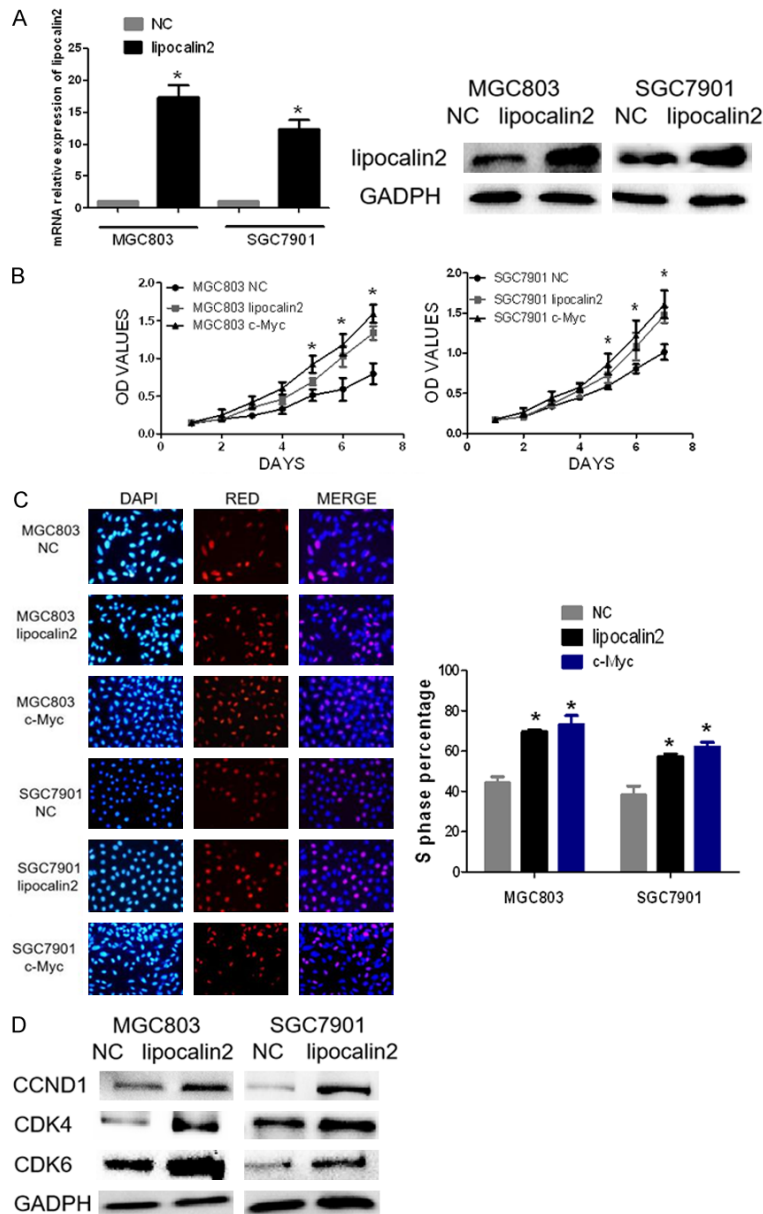 A
NC
lipocalin2
mRNA relative expression of lipocalin2
25
20
15
10
5
0
*
*
MGC803
SGC7901
MGC803
SGC7901
NC lipocalin2
NC lipocalin2
lipocalin2
GADPH
B
OD VALUES
2.0
1.5
1.0
0.5
0.0
MGC803 NC
MGC803 lipocalin2
MGC803 c-Myc
*
*
*
0
2
4
6
8
DAYS
OD VALUES
2.0
1.5
1.0
0.5
0.0
SGC7901 NC
SGC7901 lipocalin2
SGC7901 c-Myc
*
*
*
0
2
4
6
8
DAYS
C
DAPI
RED
MERGE
MGC803
NC
MGC803
lipocalin2
MGC803
c-Myc
SGC7901
NC
SGC7901
lipocalin2
SGC7901
c-Myc
NC
lipocalin2
c-Myc
S phase percentage
100
80
60
40
20
0
*
*
*
*
MGC803
SGC7901
D
MGC803
SGC7901
NC lipocalin2
NC lipocalin2
CCND1
CDK4
CDK6
GADPH